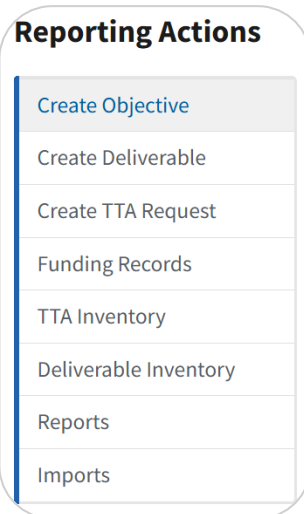 Reporting Actions
Create Objective
Create Deliverable
Create TTA Request
Funding Records
TTA Inventory
Deliverable Inventory
Reports
Imports